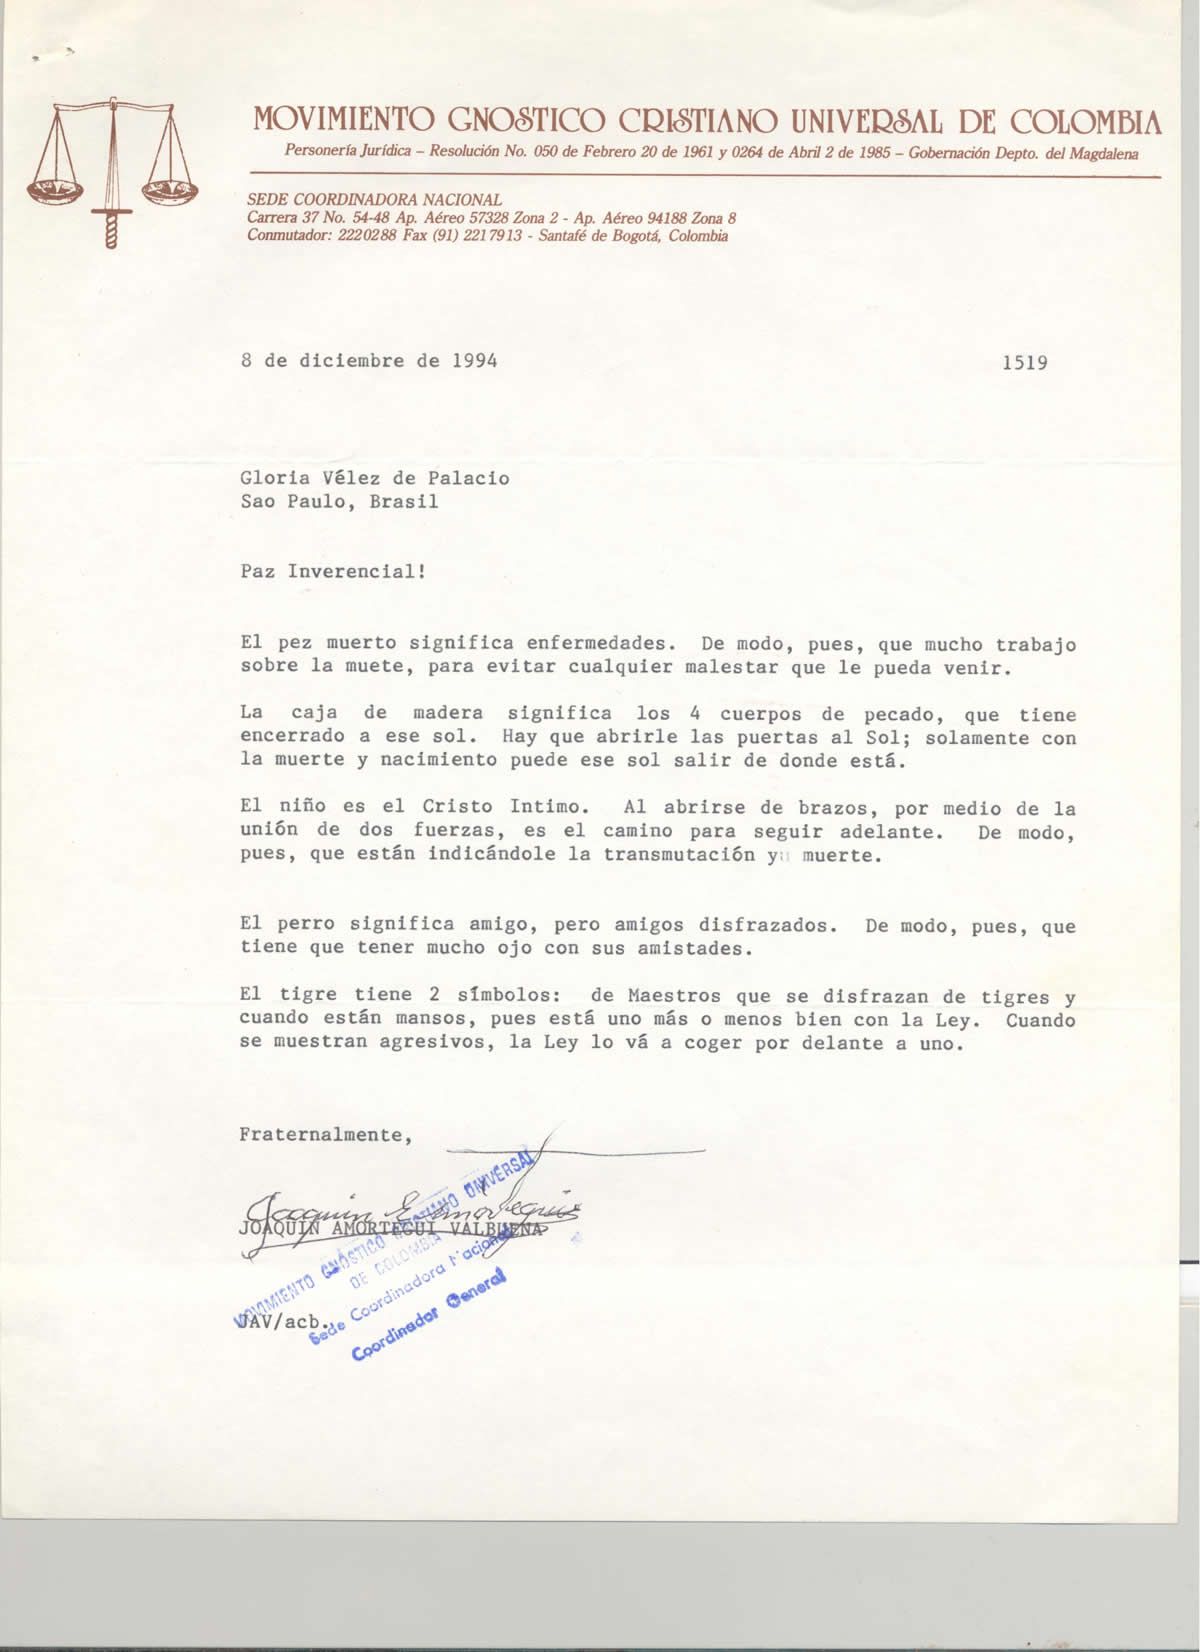 MOVIMIENTO GNOSTICO CRISTIANO UNIVERSAL DE COLOMBIA
Personería Jurídica – Resolución No. 050 de Febrero 20 de 1961 y 0264 de Abril 2 de 1985 – Gobernación Depto. del Magdalena
SEDE COORDINADORA NACIONAL
Carrera 37 No. 54-48 Ap. Aéreo 57328 Zona 2 - Ap. Aéreo 94188 Zona 8
Conmutador: 2220288 Fax (91) 2217913 - Santafé de Bogotá, Colombia
8 de diciembre de 1994 1519
Gloria Vélez de Palacio
Sao Paulo, Brasil
Paz Inverencial!
El pez muerto significa enfermedades. De modo, pues, que mucho trabajo
sobre la muete, para evitar cualquier malestar que le pueda venir.
La caja de madera significa los 4 cuerpos de pecado, que tiene
encerrado a ese sol. Hay que abrirle las puertas al Sol; solamente con
la muerte y nacimiento puede ese sol salir de donde está.
El niño es el Cristo Intimo. Al abrirse de brazos, por medio de la
unión de dos fuerzas, es el camino para seguir adelante. De modo,
pues, que están indicándole la transmutación y muerte.
El perro significa amigo, pero amigos disfrazados. De modo, pues, que
tiene que tener mucho ojo con sus amistades.
El tigre tiene 2 símbolos: de Maestros que se disfrazan de tigres y
cuando están mansos, pues está uno más o menos bien con la Ley. Cuando
se muestran agresivos, la Ley lo vá a coger por delante a uno.
Fraternalmente,
Joaquin E Amortegui
JOAQUIN AMORTEGUI VALBUENA
MOVIMIENTO GNÓSTICO CRISTIANO UNIVERSAL
DE COLOMBIA
Sede Coordinadora Nacional
Coordinador General
JAV/acb.